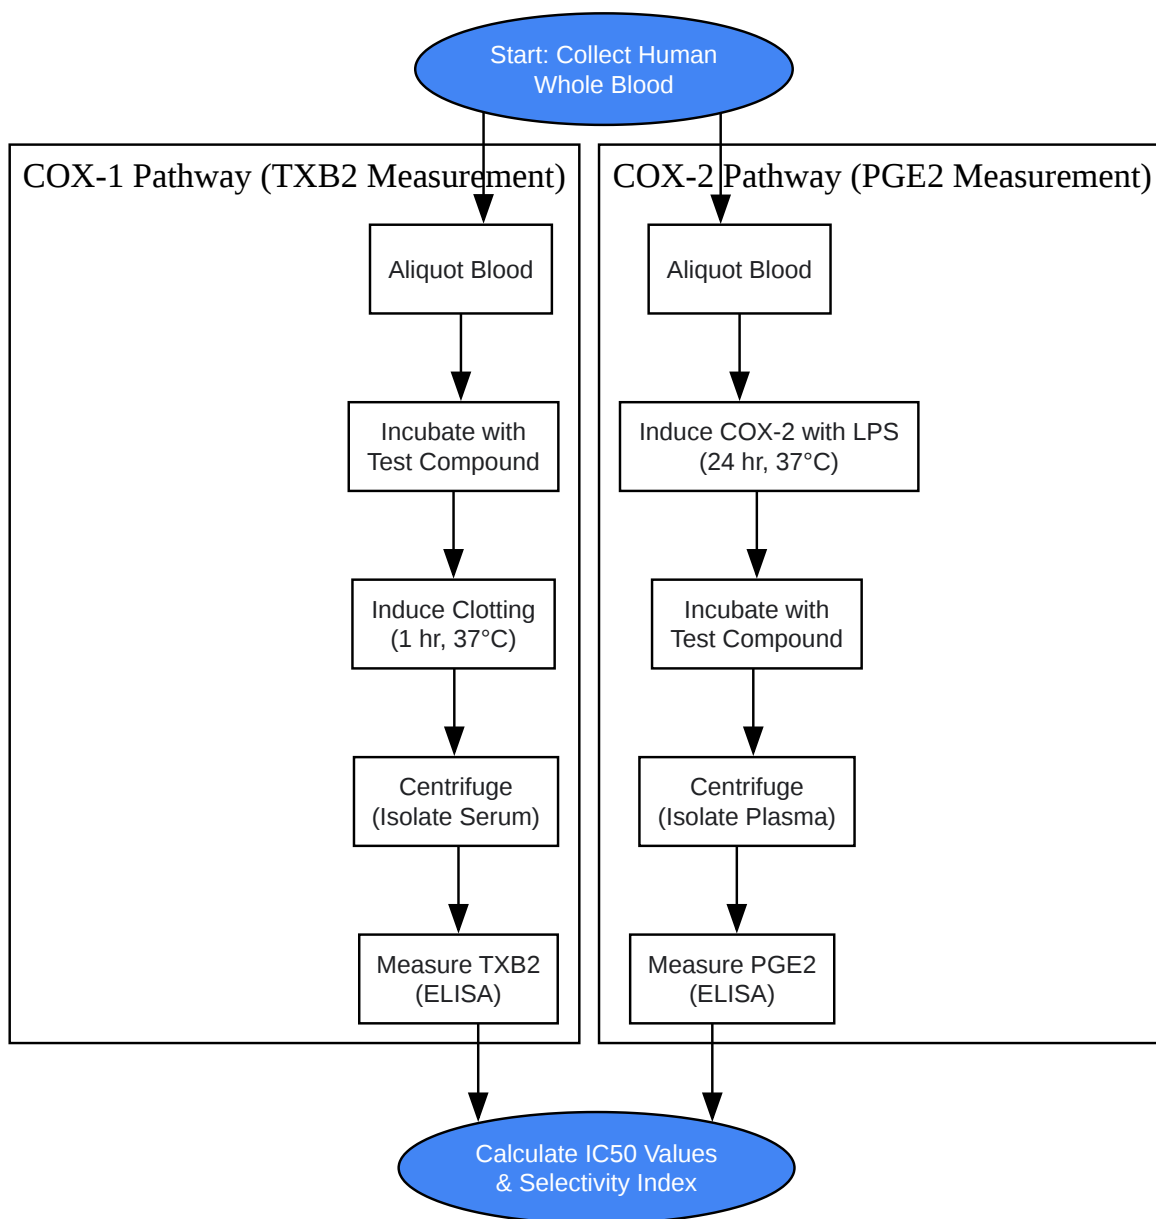 Start: Collect Human
Whole Blood
COX-1 Pathway (TXB2 Measurement)
Aliquot Blood
Incubate with
Test Compound
Induce Clotting
(1 hr, 37°C)
Centrifuge
(Isolate Serum)
Measure TXB2
(ELISA)
COX-2 Pathway (PGE2 Measurement)
Aliquot Blood
Induce COX-2 with LPS
(24 hr, 37°C)
Incubate with
Test Compound
Centrifuge
(Isolate Plasma)
Measure PGE2
(ELISA)
Calculate IC50 Values
& Selectivity Index